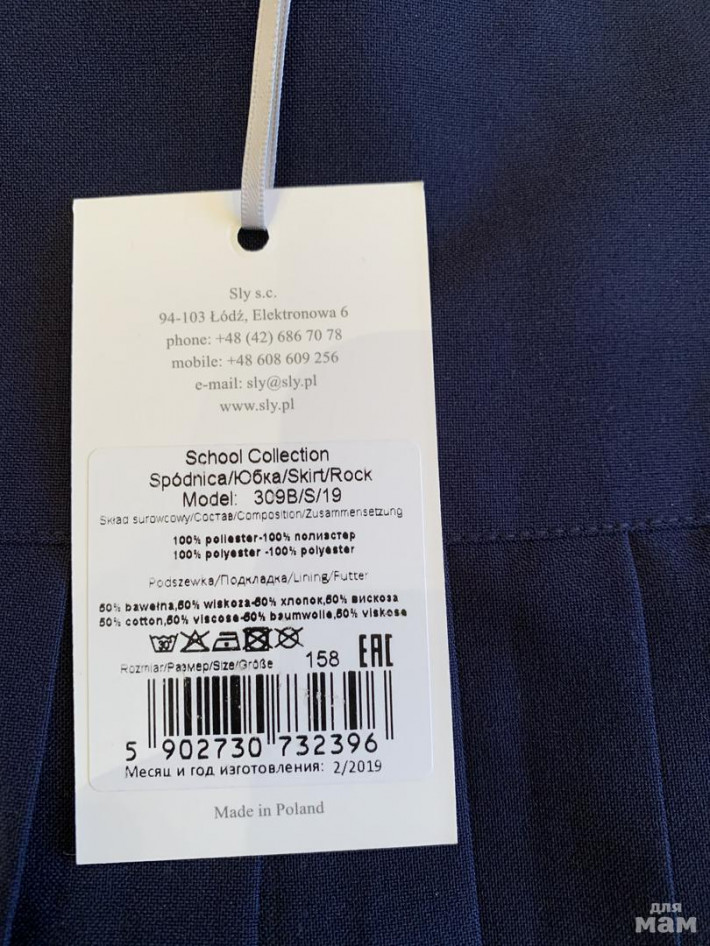 Sly s.c.
94-103 Łódź, Elektronowa 6
phone: +48 (42) 686 70 78
mobile: +48 608 609 256
e-mail: sly@sly.pl
www.sly.pl
School Collection
Spódnica/Юбка/Skirt/Rock
Model: 309B/S/19
Skład surowcowy/Состав/Composition/Zusammensetzung
100% poliester-100% полиэстер
100% polyester -100% polyester
Podszewka/Подкладка/Lining/Futter
50% bawełna,50% wiskoza-50% хлопок,50% вискоза
50% cotton,50% viscose-50% baumwolle,50% viskose
30
Rozmiar/Размер/Size/Größe 158 EAC
5 902730 732396
Месяц и год изготовления: 2/2019
Made in Poland
для
мам